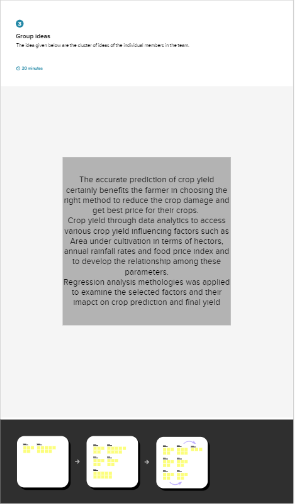 3
Group ideas
The idea given below are the cluster of ideas of the individual members in the team.
20 minutes
The accurate prediction of crop yield
certainly benefits the farmer in choosing the
right method to reduce the crop damage and
get best price for their crops.
Crop yield through data analytics to access
various crop yield influencing factors such as
Area under cultivation in terms of hectors,
annual rainfall rates and food price index and
to develop the relationship among these
parameters.
Regression analysis methologies was applied
to examine the selected factors and their
imapct on crop prediction and final yield